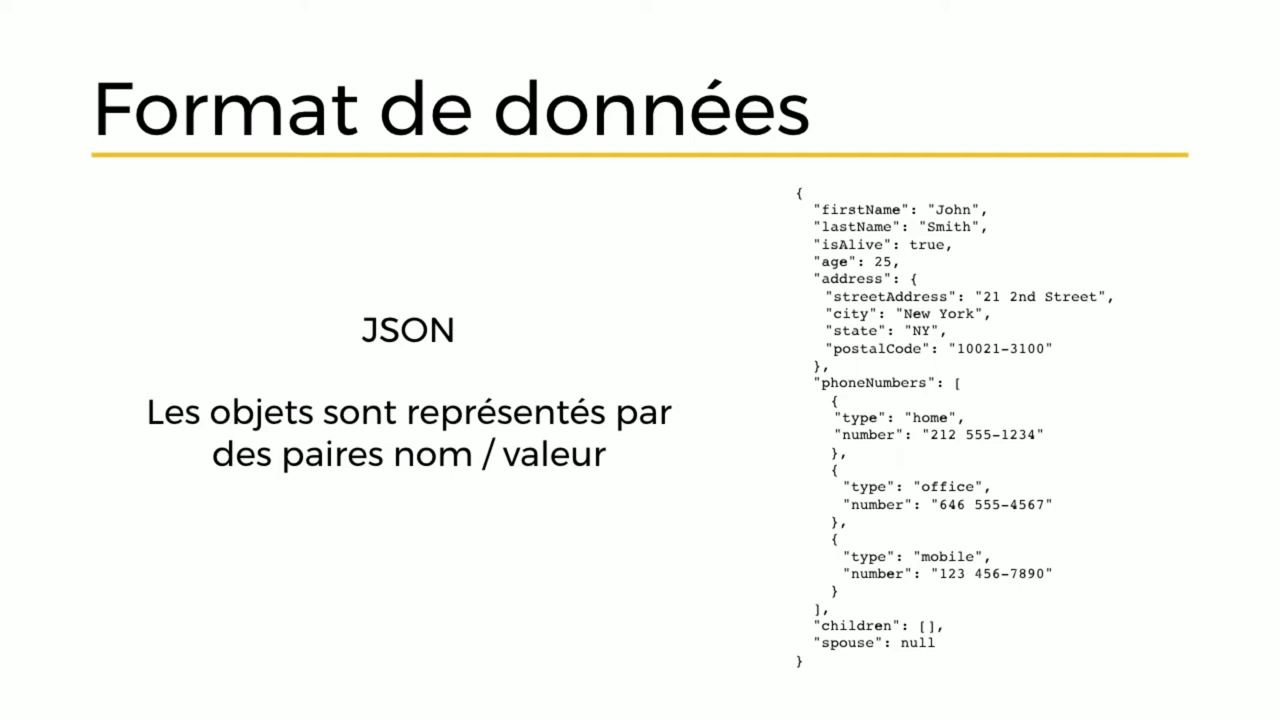 Format de données
JSON
Les objets sont représentés par
des paires nom / valeur
{
"firstName": "John",
"lastName": "Smith",
"isAlive": true,
"age": 25,
"address": {
"streetAddress": "21 2nd Street",
"city": "New York",
"state": "NY",
"postalCode": "10021-3100"
},
"phoneNumbers": [
{
"type": "home",
"number": "212 555-1234"
},
{
"type": "office",
"number": "646 555-4567"
},
{
"type": "mobile",
"number": "123 456-7890"
}
],
"children": [],
"spouse": null
}